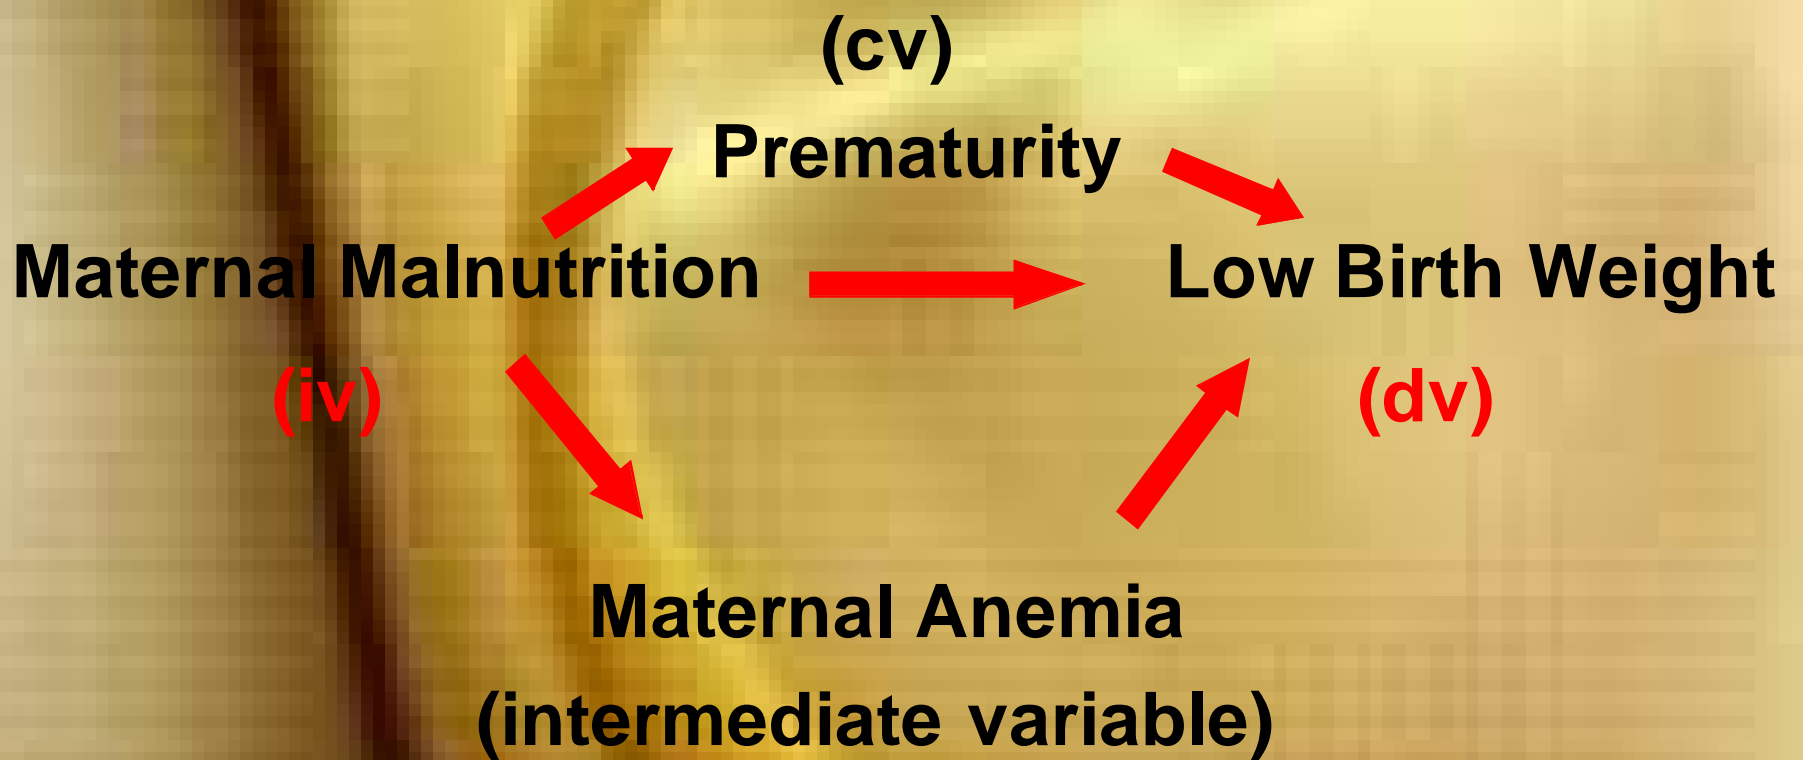 (cv)
Prematurity
Maternal Malnutrition
Low Birth Weight
(iv)
(dv)
Maternal Anemia
(intermediate variable)